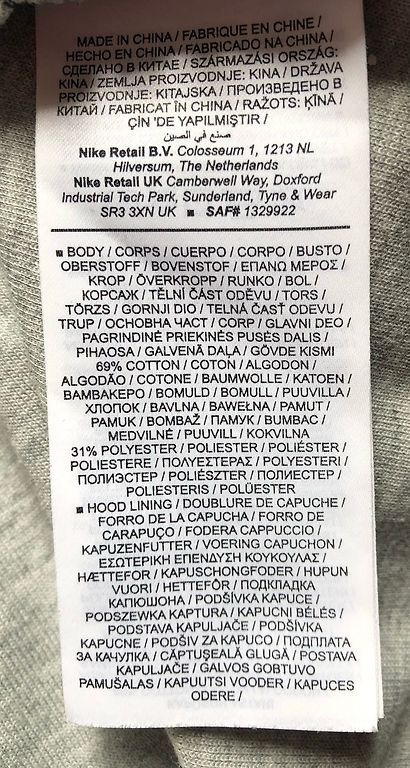 MADE IN CHINA / FABRIQUE EN CHINE /
HECHO EN CHINA / FABRICADO NA CHINA /
СДЕЛАНО В КИТАЕ / SZÁRMAZÁSI ORSZÁG:
KINA / ZEMLJA PROIZVODNJE: KINA / DRŽAVA
PROIZVODNJE: KITAJSKA / ПРОИЗВЕДЕНО В
КИТАЙ / FABRICAT ÎN CHINA / RAŽOTS: ĶĪNĀ /
ÇİN 'DE YAPILMIŞTIR /
صنع في الصين
Nike Retail B.V. Colosseum 1, 1213 NL
Hilversum, The Netherlands
Nike Retail UK Camberwell Way, Doxford
Industrial Tech Park, Sunderland, Tyne & Wear
SR3 3XN UK ■ SAF# 1329922
■ BODY / CORPS / CUERPO / CORPO / BUSTO /
OBERSTOFF / BOVENSTOF / ΕΠΑΝΩ ΜΕΡΟΣ /
KROP / ÖVERKROPP / RUNKO / BOL /
КОРСАЖ / TĚLNÍ ČÁST ODĚVU / TORS /
TÖRZS / GORNJI DIO / TELNÁ ČASŤ ODEVU /
TRUP / ОСНОВНА ЧАСТ / CORP / GLAVNI DEO /
PAGRINDINĖ PRIEKINĖS PUSĖS DALIS /
PIHAOSA / GALVENĀ DAĻA / GÖVDE KISMI
69% COTTON / COTON / ALGODON /
ALGODÃO / COTONE / BAUMWOLLE / KATOEN /
ΒΑΜΒΑΚΕΡΟ / BOMULD / BOMULL / PUUVILLA /
ХЛОПОК / BAVLNA / BAWEŁNA / PAMUT /
PAMUK / BOMBAŽ / ПАМУК / BUMBAC /
MEDVILNĖ / PUUVILL / KOKVILNA
31% POLYESTER / POLIESTER / POLIÉSTER /
POLIESTERE / ΠΟΛΥΕΣΤΕΡΑΣ / POLYESTERI /
ПОЛИЭСТЕР / POLIÉSZTER / ПОЛИЕСТЕР /
POLIESTERIS / POLÜESTER
■ HOOD LINING / DOUBLURE DE CAPUCHE /
FORRO DE LA CAPUCHA / FORRO DE
CARAPUÇO / FODERA CAPPUCCIO /
KAPUZENFUTTER / VOERING CAPUCHON /
ΕΣΩΤΕΡΙΚΗ ΕΠΕΝΔΥΣΗ ΚΟΥΚΟΥΛΑΣ /
HÆTTEFOR / KAPUSCHONGFODER / HUPUN
VUORI / HETTEFÔR / ПОДКЛАДКА
КАПЮШОНА / PODŠÍVKA KAPUCE /
PODSZEWKA KAPTURA / KAPUCNI BÉLÉS /
PODSTAVA KAPULJAČE / PODŠÍVKA
KAPUCNE / PODŠIV ZA KAPUCO / ПОДПЛАТА
ЗА КАЧУЛКА / CĂPTUŞEALĂ GLUGĂ / POSTAVA
KAPULJAČE / GALVOS GOBTUVO
PAMUŠALAS / KAPUUTSI VOODER / KAPUCES
ODERE /